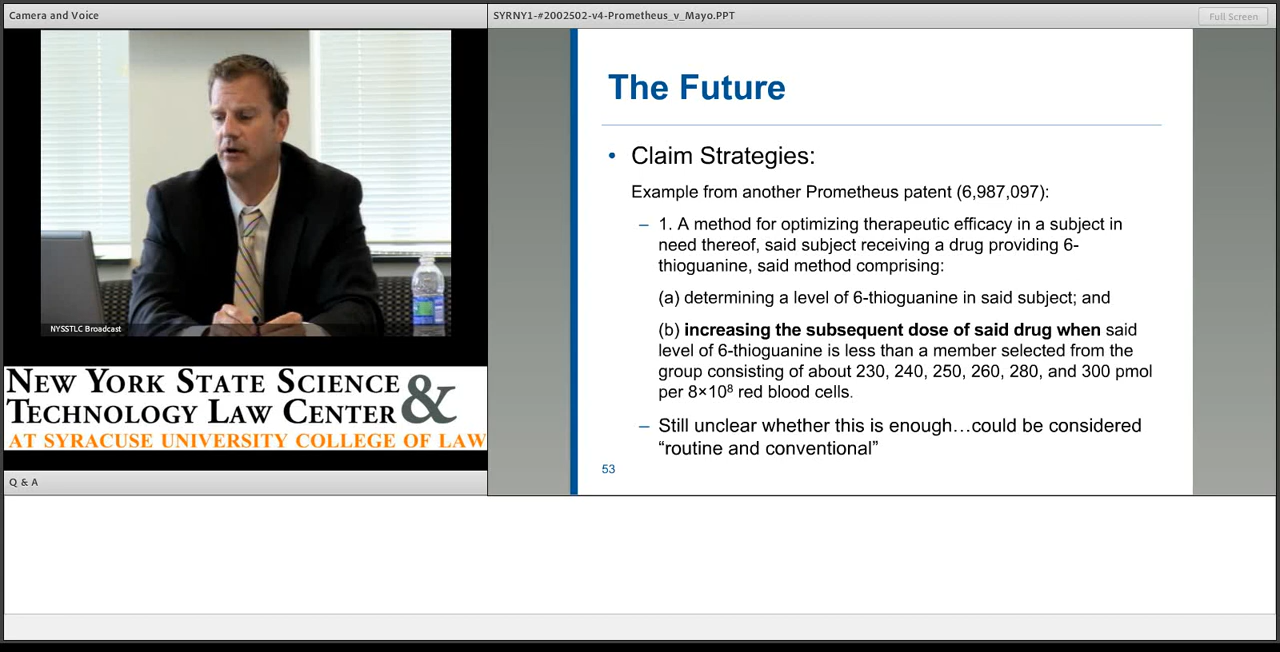 Camera and Voice
SYRNY1-#2002502-v4-Prometheus_v_Mayo.PPT
Full Screen
NYSSTLC Broadcast
NEW YORK STATE SCIENCE &
TECHNOLOGY LAW CENTER
AT SYRACUSE UNIVERSITY COLLEGE OF LAW
Q & A
The Future
• Claim Strategies:
Example from another Prometheus patent (6,987,097):
– 1. A method for optimizing therapeutic efficacy in a subject in
need thereof, said subject receiving a drug providing 6-
thioguanine, said method comprising:
(a) determining a level of 6-thioguanine in said subject; and
(b) increasing the subsequent dose of said drug when said
level of 6-thioguanine is less than a member selected from the
group consisting of about 230, 240, 250, 260, 280, and 300 pmol
per 8×10⁸ red blood cells.
– Still unclear whether this is enough…could be considered
“routine and conventional”
53